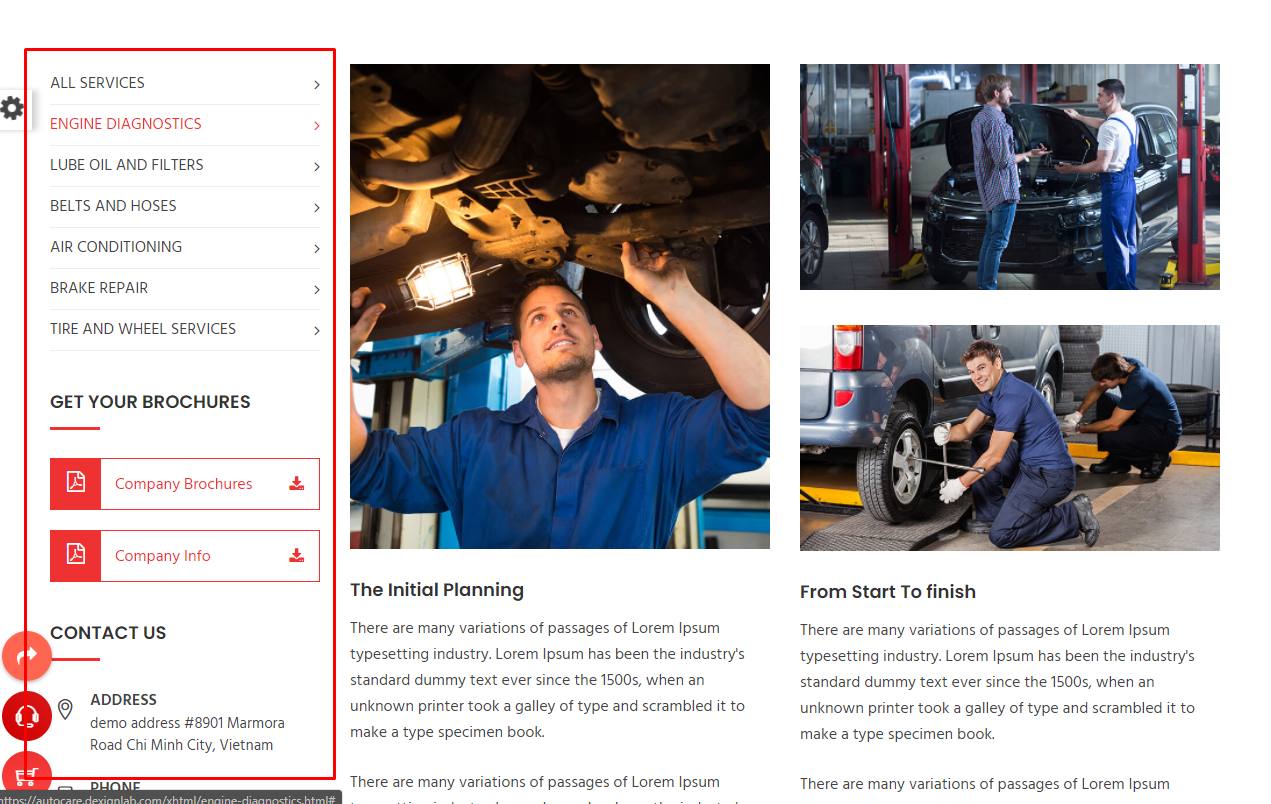 ALL SERVICES
ENGINE DIAGNOSTICS
LUBE OIL AND FILTERS
BELTS AND HOSES
AIR CONDITIONING
BRAKE REPAIR
TIRE AND WHEEL SERVICES
GET YOUR BROCHURES
Company Brochures
Company Info
CONTACT US
ADDRESS
demo address #8901 Marmora
Road Chi Minh City, Vietnam
PHONE
https://autocare.dexignlab.com/xhtml/engine-diagnostics.html#
The Initial Planning
There are many variations of passages of Lorem Ipsum
typesetting industry. Lorem Ipsum has been the industry's
standard dummy text ever since the 1500s, when an
unknown printer took a galley of type and scrambled it to
make a type specimen book.
There are many variations of passages of Lorem Ipsum
From Start To finish
There are many variations of passages of Lorem Ipsum
typesetting industry. Lorem Ipsum has been the industry's
standard dummy text ever since the 1500s, when an
unknown printer took a galley of type and scrambled it to
make a type specimen book.
There are many variations of passages of Lorem Ipsum